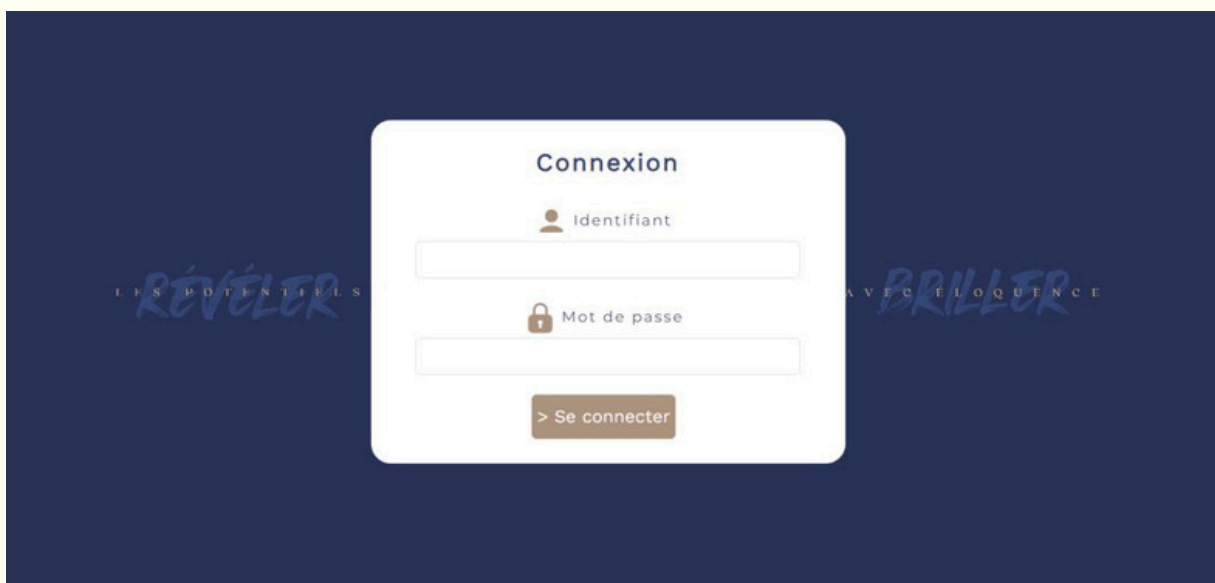 Connexion
Identifiant
RÉVÉLER
LES POTENTIELS
BRILLER
AVEC ÉLOQUENCE
Mot de passe
> Se connecter